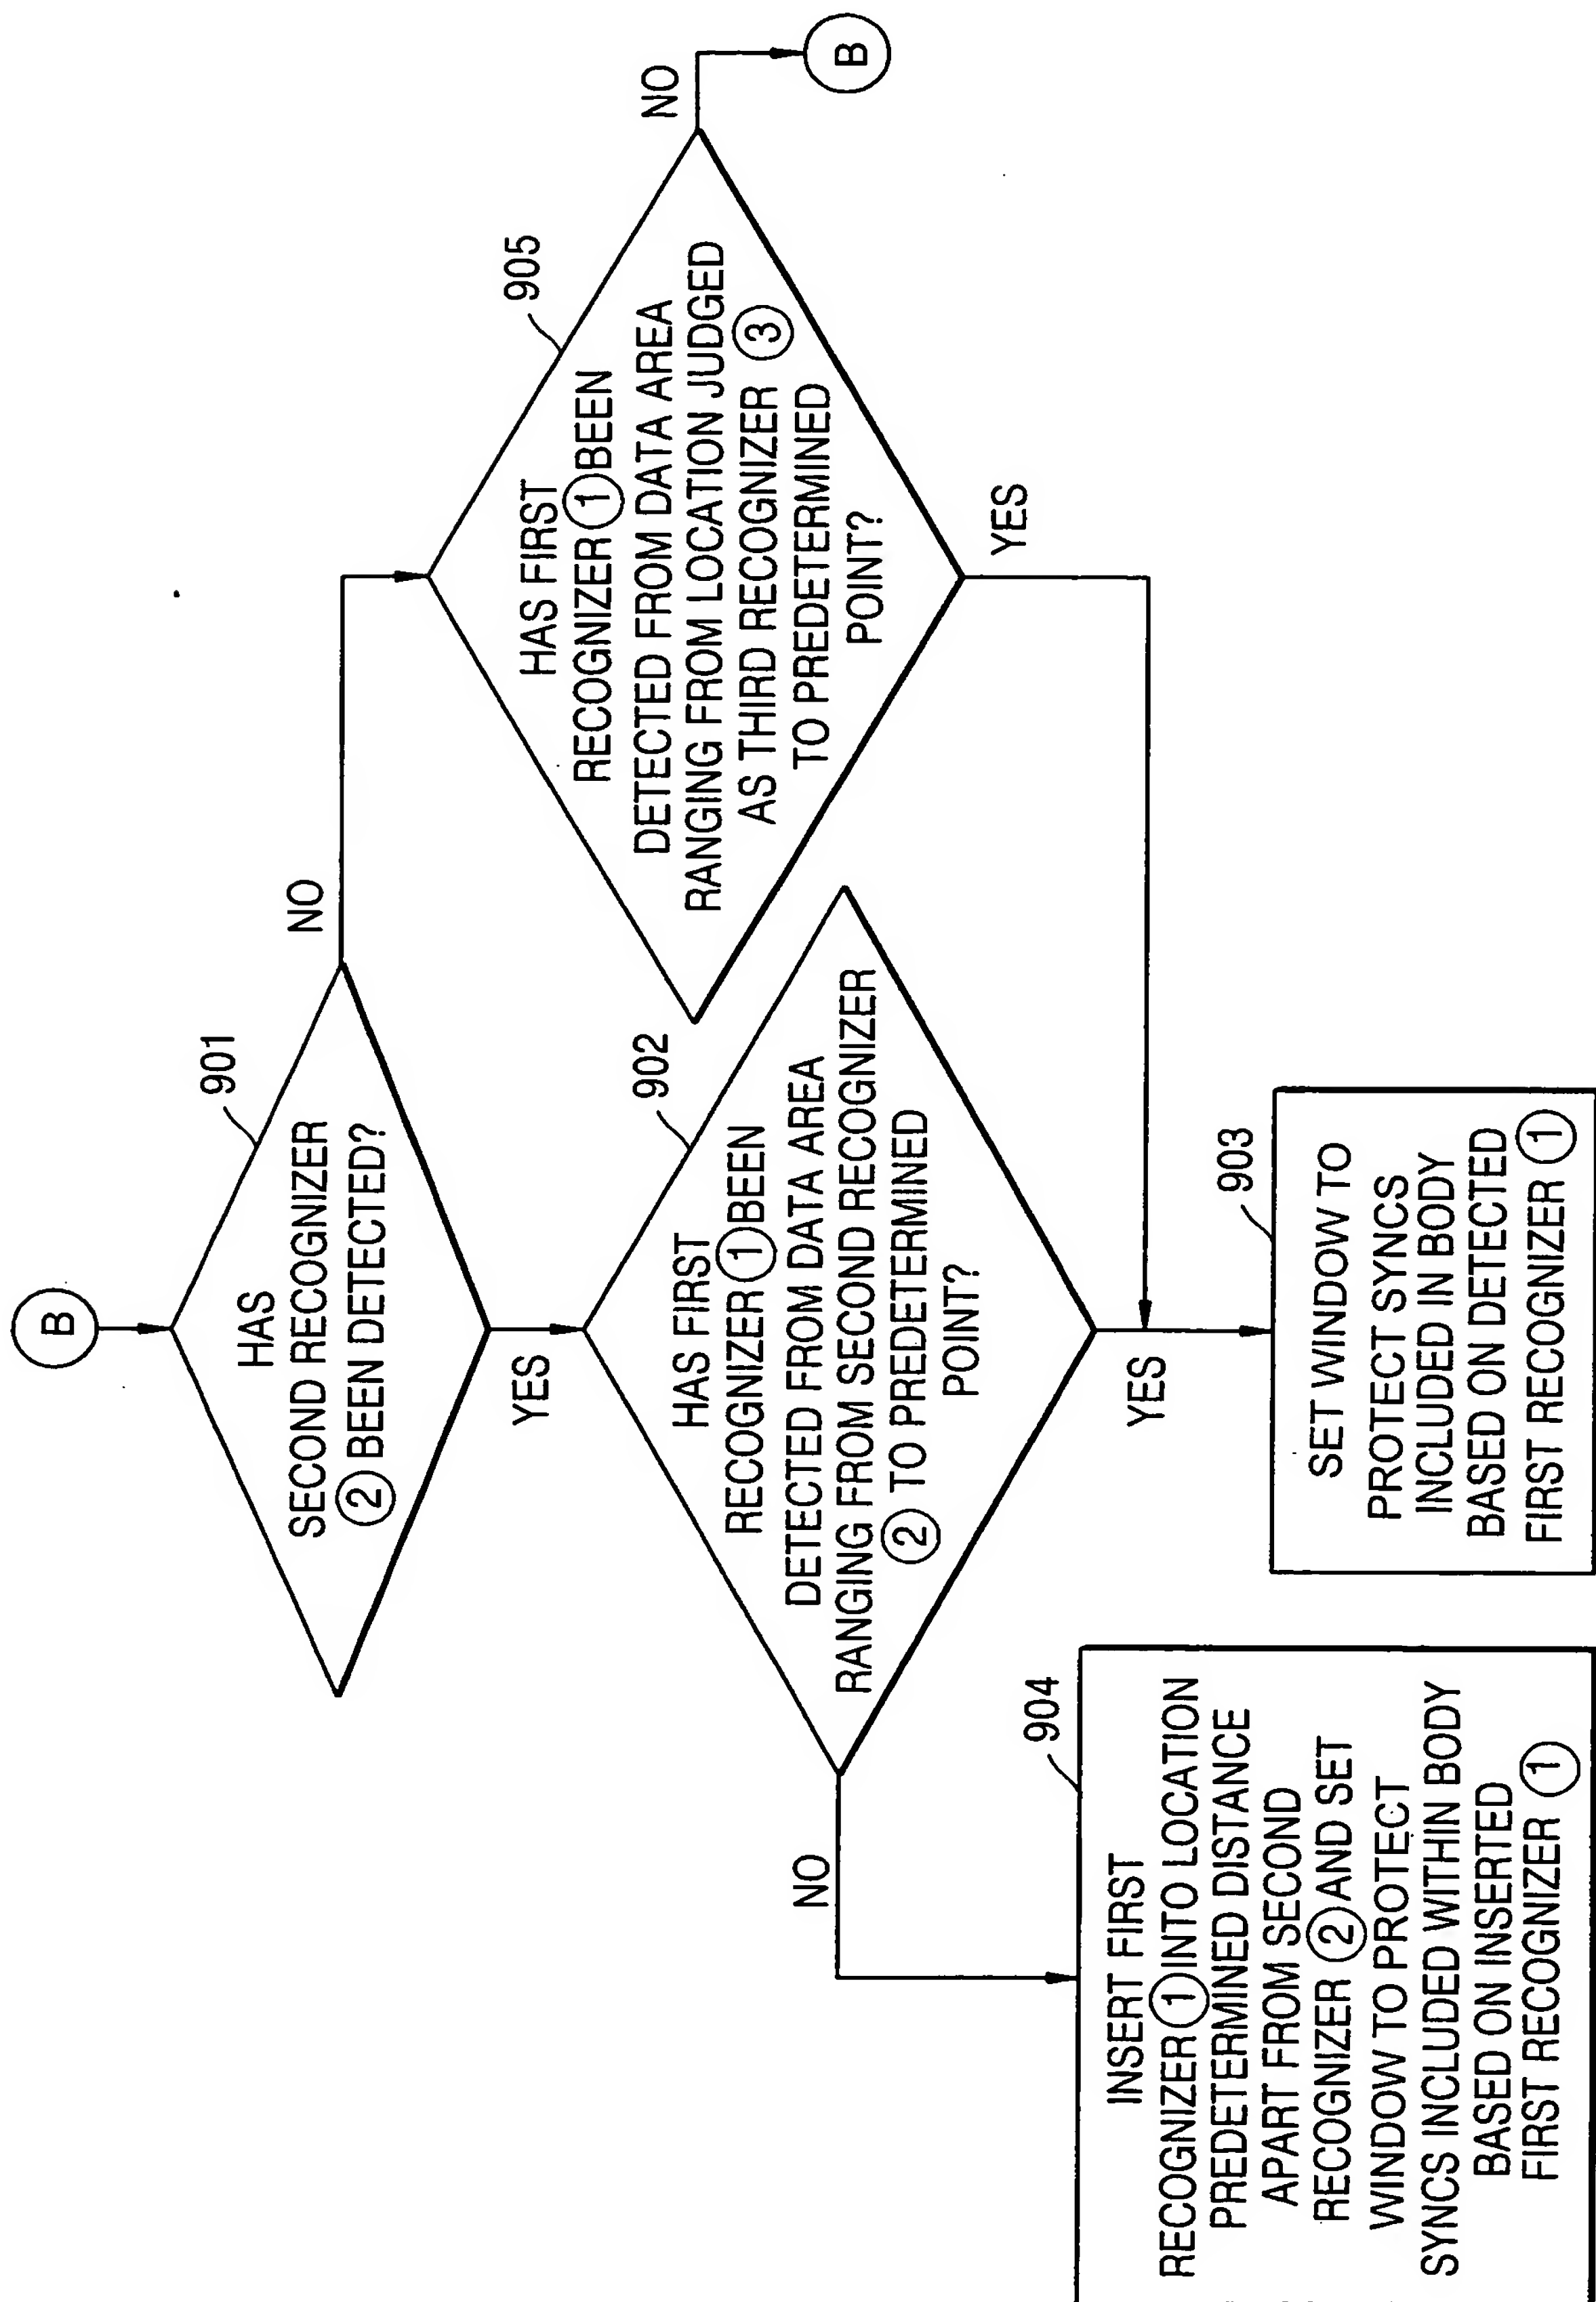 B
901
HAS
SECOND RECOGNIZER
2 BEEN DETECTED?
NO
YES
902
HAS FIRST
RECOGNIZER 1 BEEN
DETECTED FROM DATA AREA
RANGING FROM SECOND RECOGNIZER
2 TO PREDETERMINED
POINT?
NO
YES
905
HAS FIRST
RECOGNIZER 1 BEEN
DETECTED FROM DATA AREA
RANGING FROM LOCATION JUDGED
AS THIRD RECOGNIZER 3
TO PREDETERMINED
POINT?
NO
B
YES
904
INSERT FIRST
RECOGNIZER 1 INTO LOCATION
PREDETERMINED DISTANCE
APART FROM SECOND
RECOGNIZER 2 AND SET
WINDOW TO PROTECT
SYNCS INCLUDED WITHIN BODY
BASED ON INSERTED
FIRST RECOGNIZER 1
903
SET WINDOW TO
PROTECT SYNCS
INCLUDED IN BODY
BASED ON DETECTED
FIRST RECOGNIZER 1